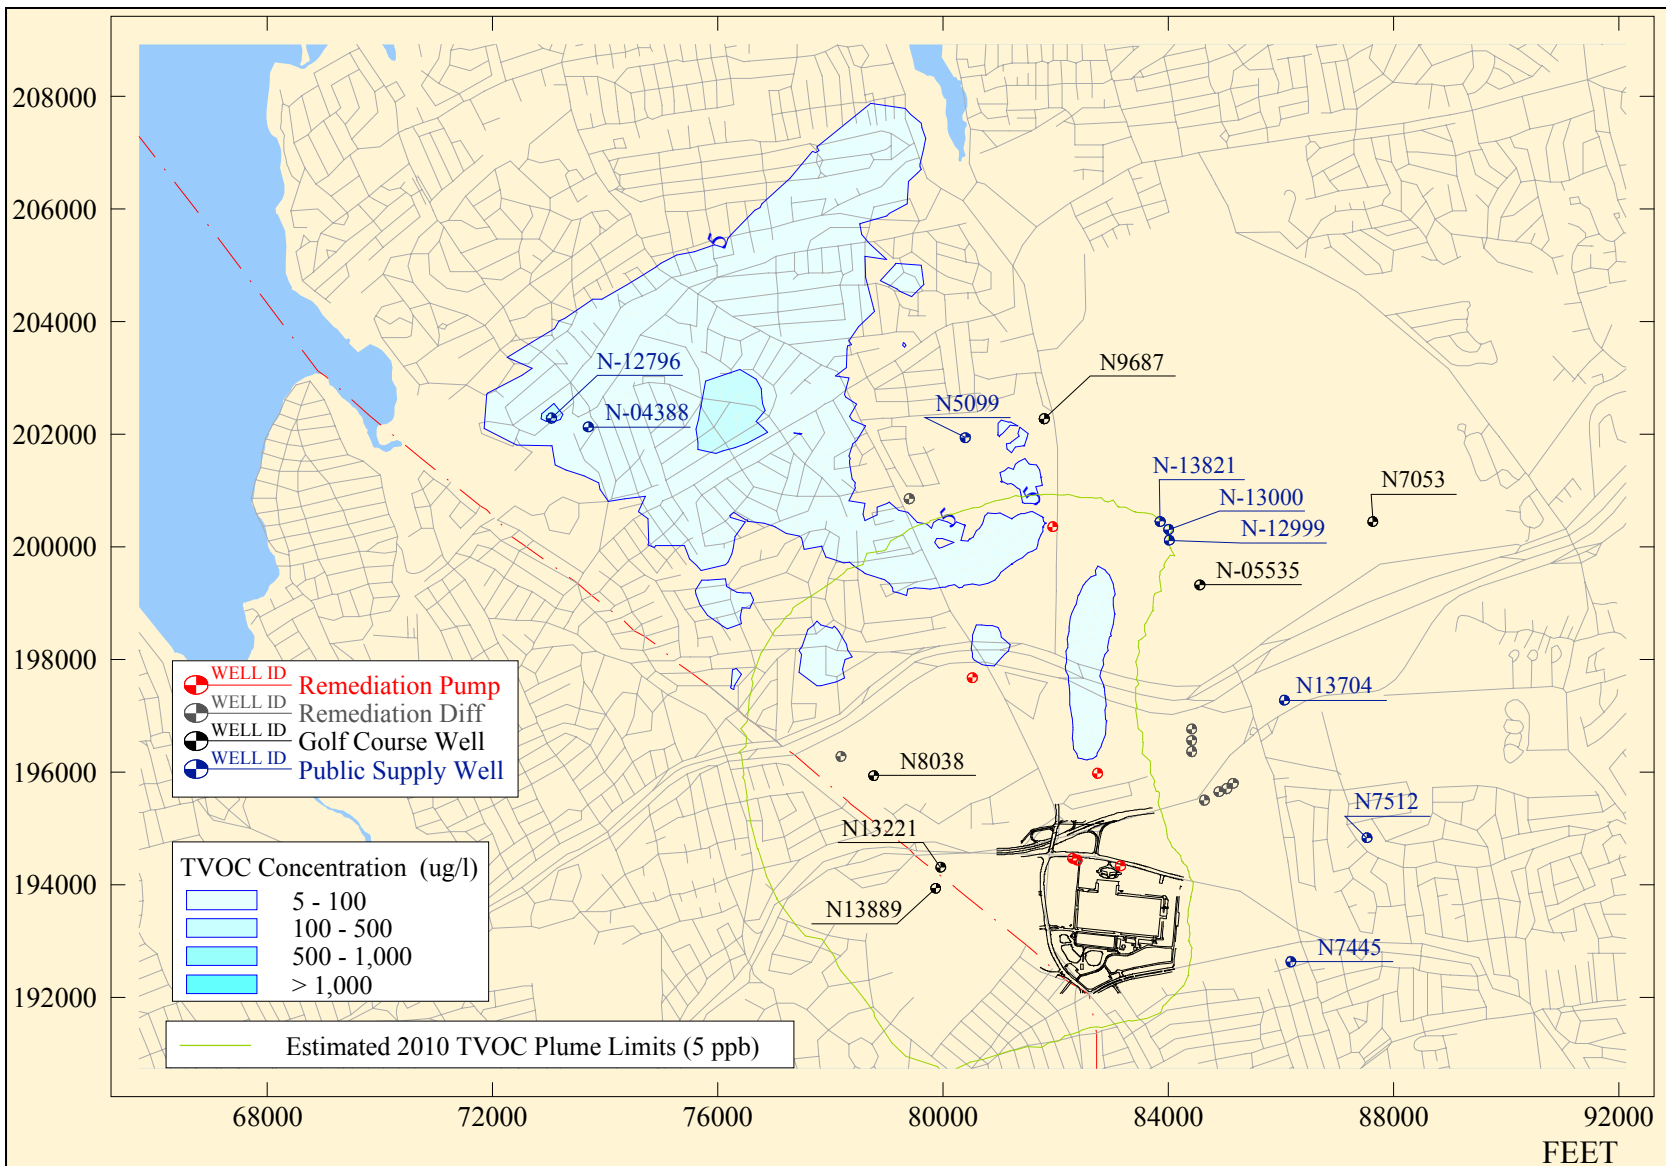 208000
206000
204000
202000
200000
198000
196000
194000
192000
5
N-12796
N-04388
N9687
N5099
N-13821
N-13000
N-12999
N7053
N-05535
5
5
N13704
N8038
N7512
N13221
N13889
N7445
WELL ID Remediation Pump
WELL ID Remediation Diff
WELL ID Golf Course Well
WELL ID Public Supply Well
TVOC Concentration (ug/l)
5 - 100
100 - 500
500 - 1,000
> 1,000
Estimated 2010 TVOC Plume Limits (5 ppb)
68000 72000 76000 80000 84000 88000 92000
FEET